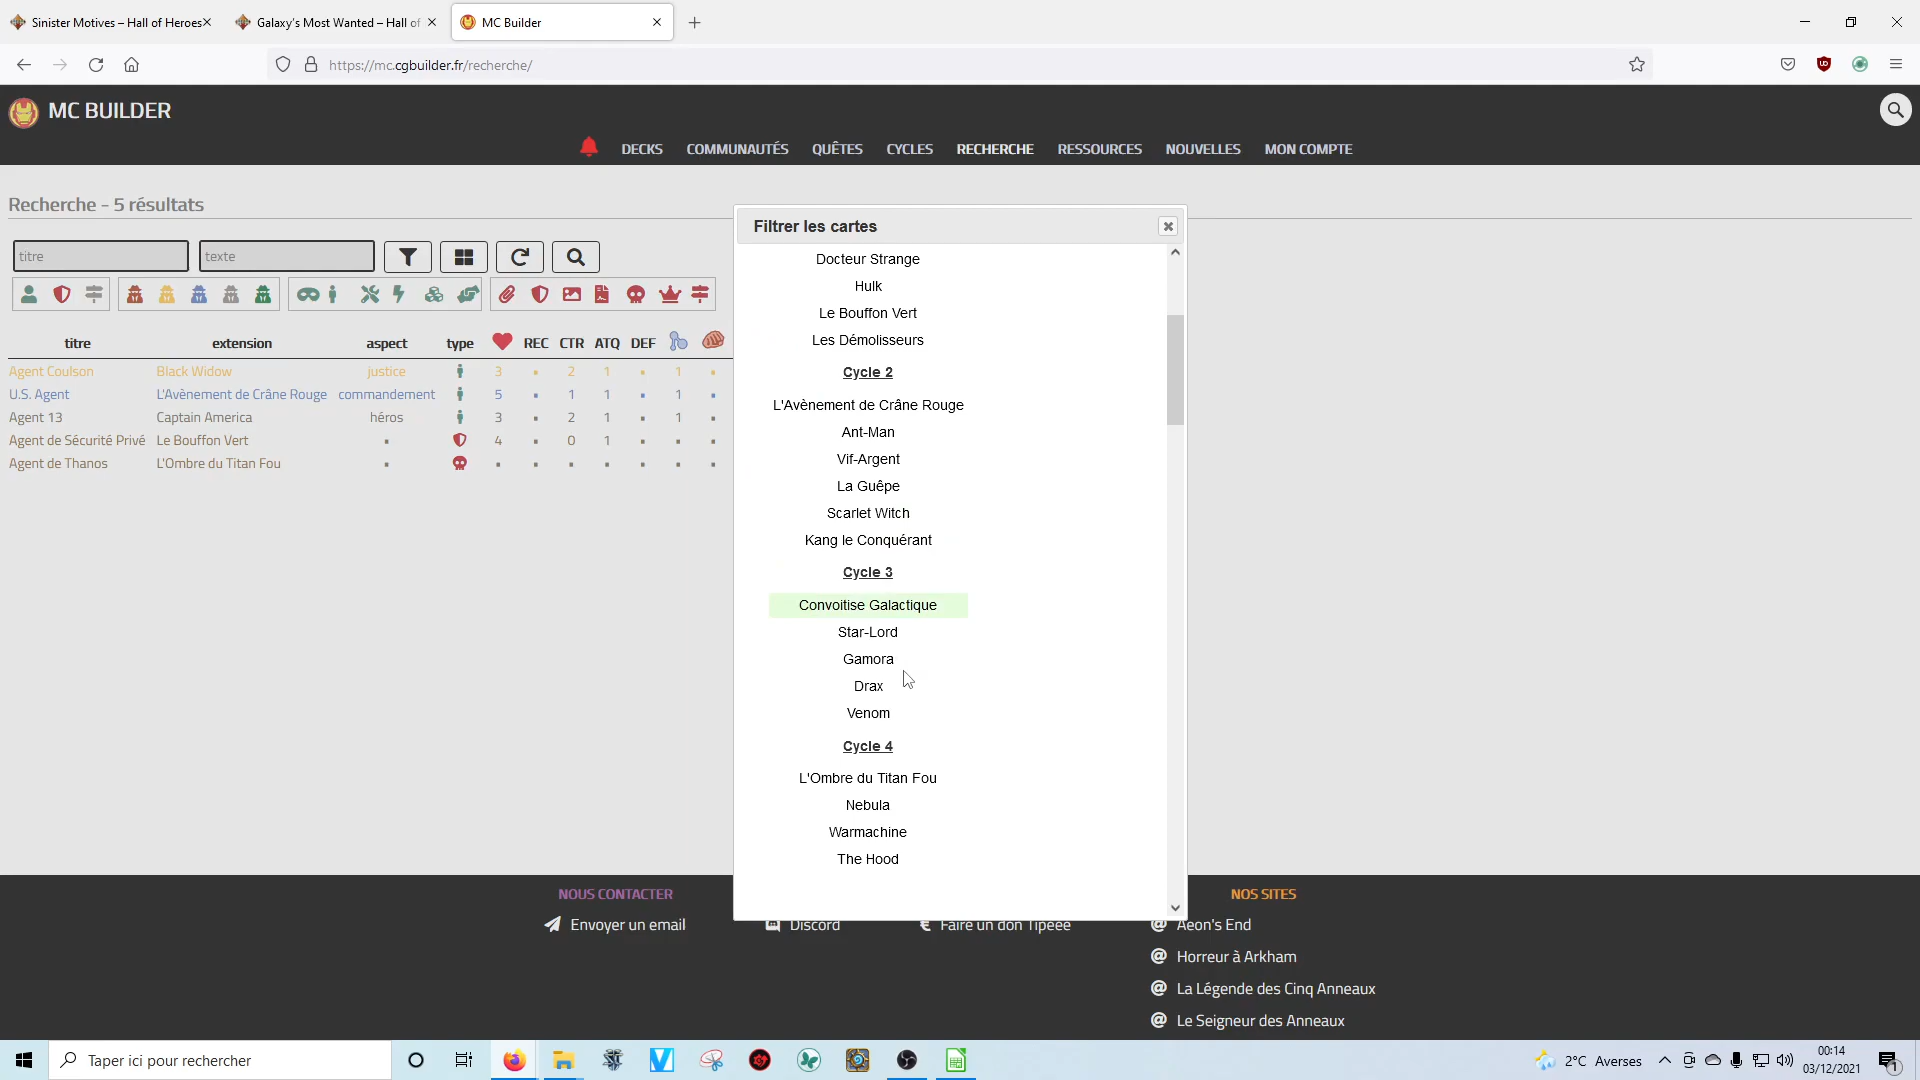 Sinister Motives – Hall of Heroes
Galaxy's Most Wanted – Hall of
MC Builder
https://mc.cgbuilder.fr/recherche/
MC BUILDER
DECKS COMMUNAUTÉS QUÊTES CYCLES RECHERCHE RESSOURCES NOUVELLES MON COMPTE
Recherche - 5 résultats
titre texte
titre extension aspect type REC CTR ATQ DEF
Agent Coulson Black Widow justice 3 2 1 1
U.S. Agent L'Avènement de Crâne Rouge commandement 5 1 1 1
Agent 13 Captain America héros 3 2 1 1
Agent de Sécurité Privé Le Bouffon Vert 4 0 1
Agent de Thanos L'Ombre du Titan Fou
Filtrer les cartes
Docteur Strange
Hulk
Le Bouffon Vert
Les Démolisseurs
Cycle 2
L'Avènement de Crâne Rouge
Ant-Man
Vif-Argent
La Guêpe
Scarlet Witch
Kang le Conquérant
Cycle 3
Convoitise Galactique
Star-Lord
Gamora
Drax
Venom
Cycle 4
L'Ombre du Titan Fou
Nebula
Warmachine
The Hood
NOUS CONTACTER
Envoyer un email
Discord
Faire un don Tipeee
NOS SITES
Aeon's End
Horreur à Arkham
La Légende des Cinq Anneaux
Le Seigneur des Anneaux
Taper ici pour rechercher
2°C Averses
00:14
03/12/2021
1